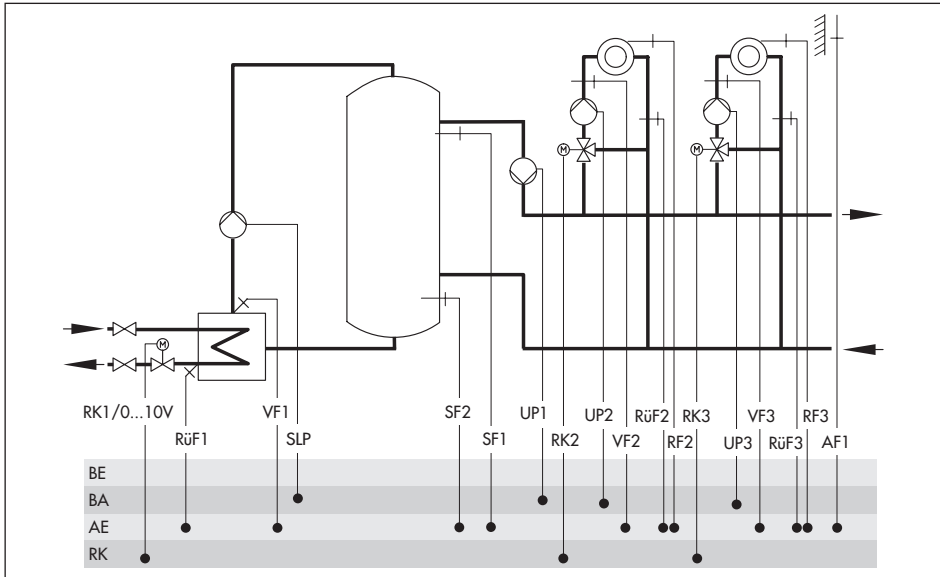 M
M
M
RK1/0...10V
VF1
SF2
UP1
UP2
RüF2
RK3
VF3
RF3
RüF1
SLP
SF1
RK2
VF2
RF2
UP3
RüF3
AF1
BE
BA
AE
RK